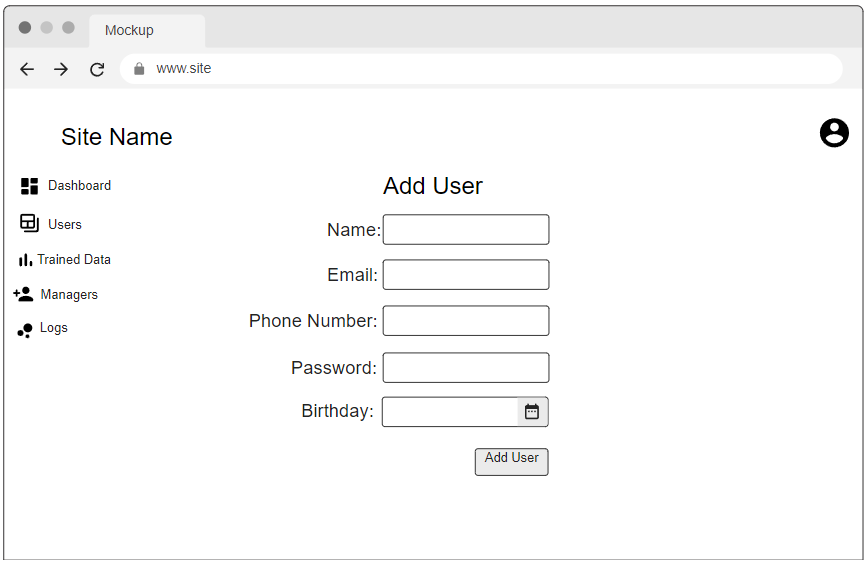 Mockup
www.site
Site Name
Dashboard
Users
Trained Data
Managers
Logs
Add User
Name:
Email:
Phone Number:
Password:
Birthday:
Add User